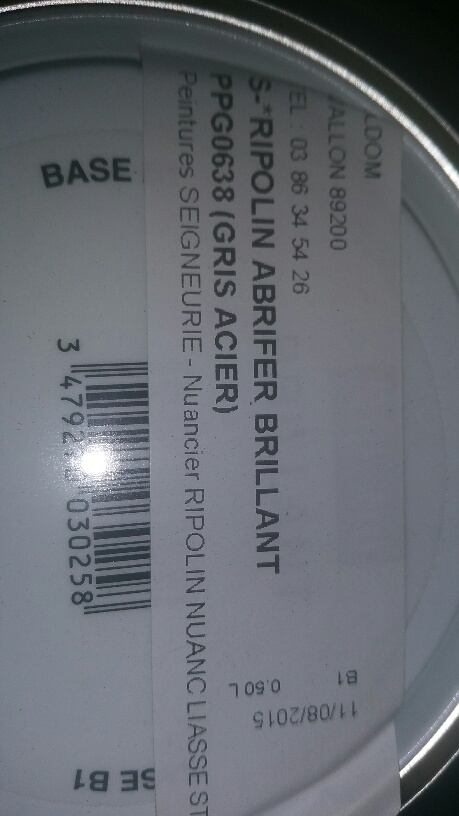 LDOM
ALLON 89200
EL : 03 86 34 54 26
S-*RIPOLIN ABRIFER BRILLANT
PPG0638 (GRIS ACIER)
Peintures SEIGNEURIE - Nuancier RIPOLIN NUANC LIASSE ST
B1
0.50 L
11/08/2015
BASE
SE B1
030258